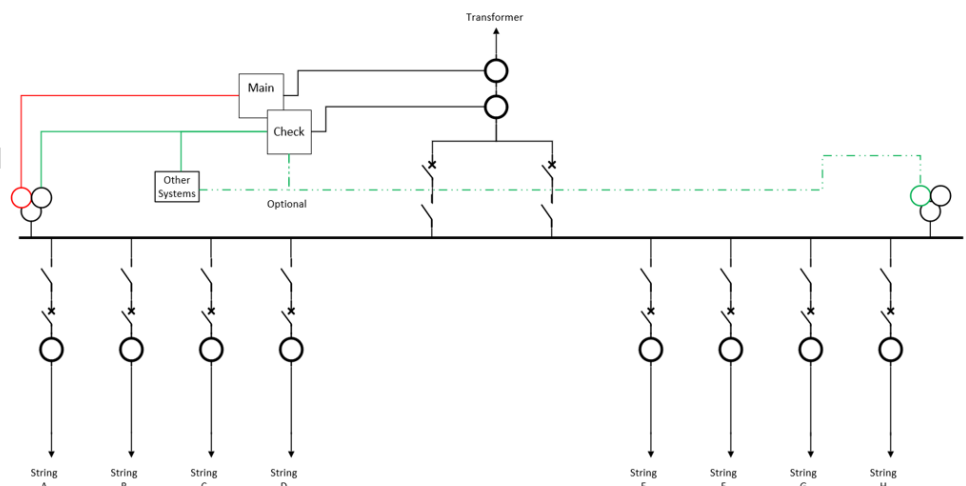 Transformer
Main
Check
Other
Systems
Optional
String
A
String
B
String
C
String
D
String
String
String
G
String
H